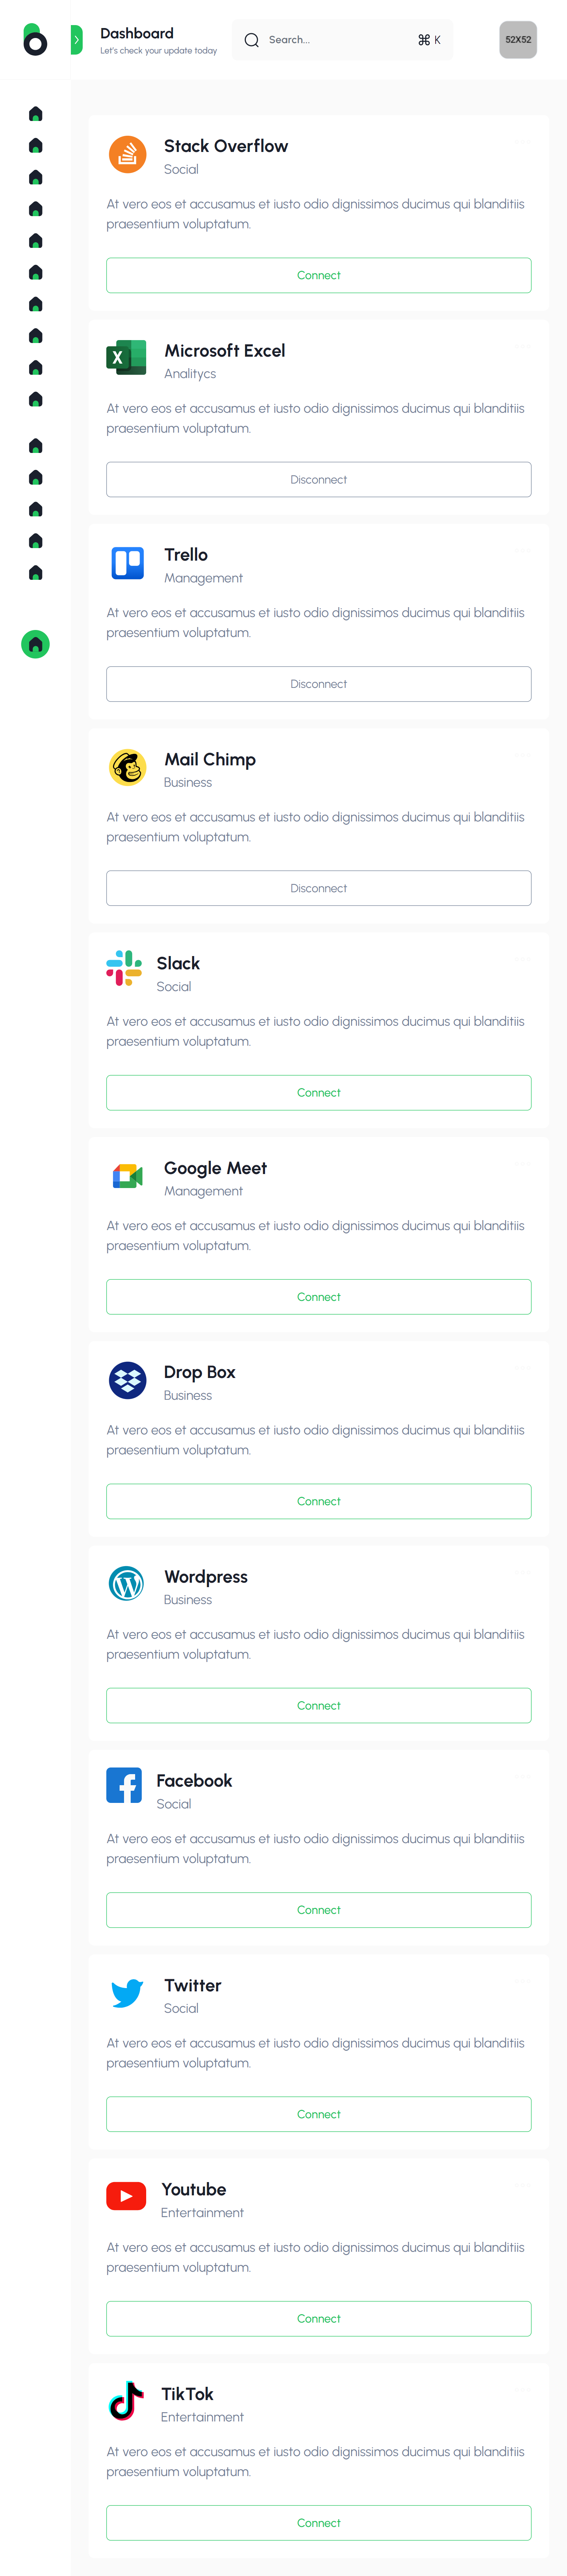 Dashboard
Let's check your update today
Search...
⌘ K
52X52
Stack Overflow
Social
At vero eos et accusamus et iusto odio dignissimos ducimus qui blanditiis
praesentium voluptatum.
Connect
Microsoft Excel
Analitycs
At vero eos et accusamus et iusto odio dignissimos ducimus qui blanditiis
praesentium voluptatum.
Disconnect
Trello
Management
At vero eos et accusamus et iusto odio dignissimos ducimus qui blanditiis
praesentium voluptatum.
Disconnect
Mail Chimp
Business
At vero eos et accusamus et iusto odio dignissimos ducimus qui blanditiis
praesentium voluptatum.
Disconnect
Slack
Social
At vero eos et accusamus et iusto odio dignissimos ducimus qui blanditiis
praesentium voluptatum.
Connect
Google Meet
Management
At vero eos et accusamus et iusto odio dignissimos ducimus qui blanditiis
praesentium voluptatum.
Connect
Drop Box
Business
At vero eos et accusamus et iusto odio dignissimos ducimus qui blanditiis
praesentium voluptatum.
Connect
Wordpress
Business
At vero eos et accusamus et iusto odio dignissimos ducimus qui blanditiis
praesentium voluptatum.
Connect
Facebook
Social
At vero eos et accusamus et iusto odio dignissimos ducimus qui blanditiis
praesentium voluptatum.
Connect
Twitter
Social
At vero eos et accusamus et iusto odio dignissimos ducimus qui blanditiis
praesentium voluptatum.
Connect
Youtube
Entertainment
At vero eos et accusamus et iusto odio dignissimos ducimus qui blanditiis
praesentium voluptatum.
Connect
TikTok
Entertainment
At vero eos et accusamus et iusto odio dignissimos ducimus qui blanditiis
praesentium voluptatum.
Connect